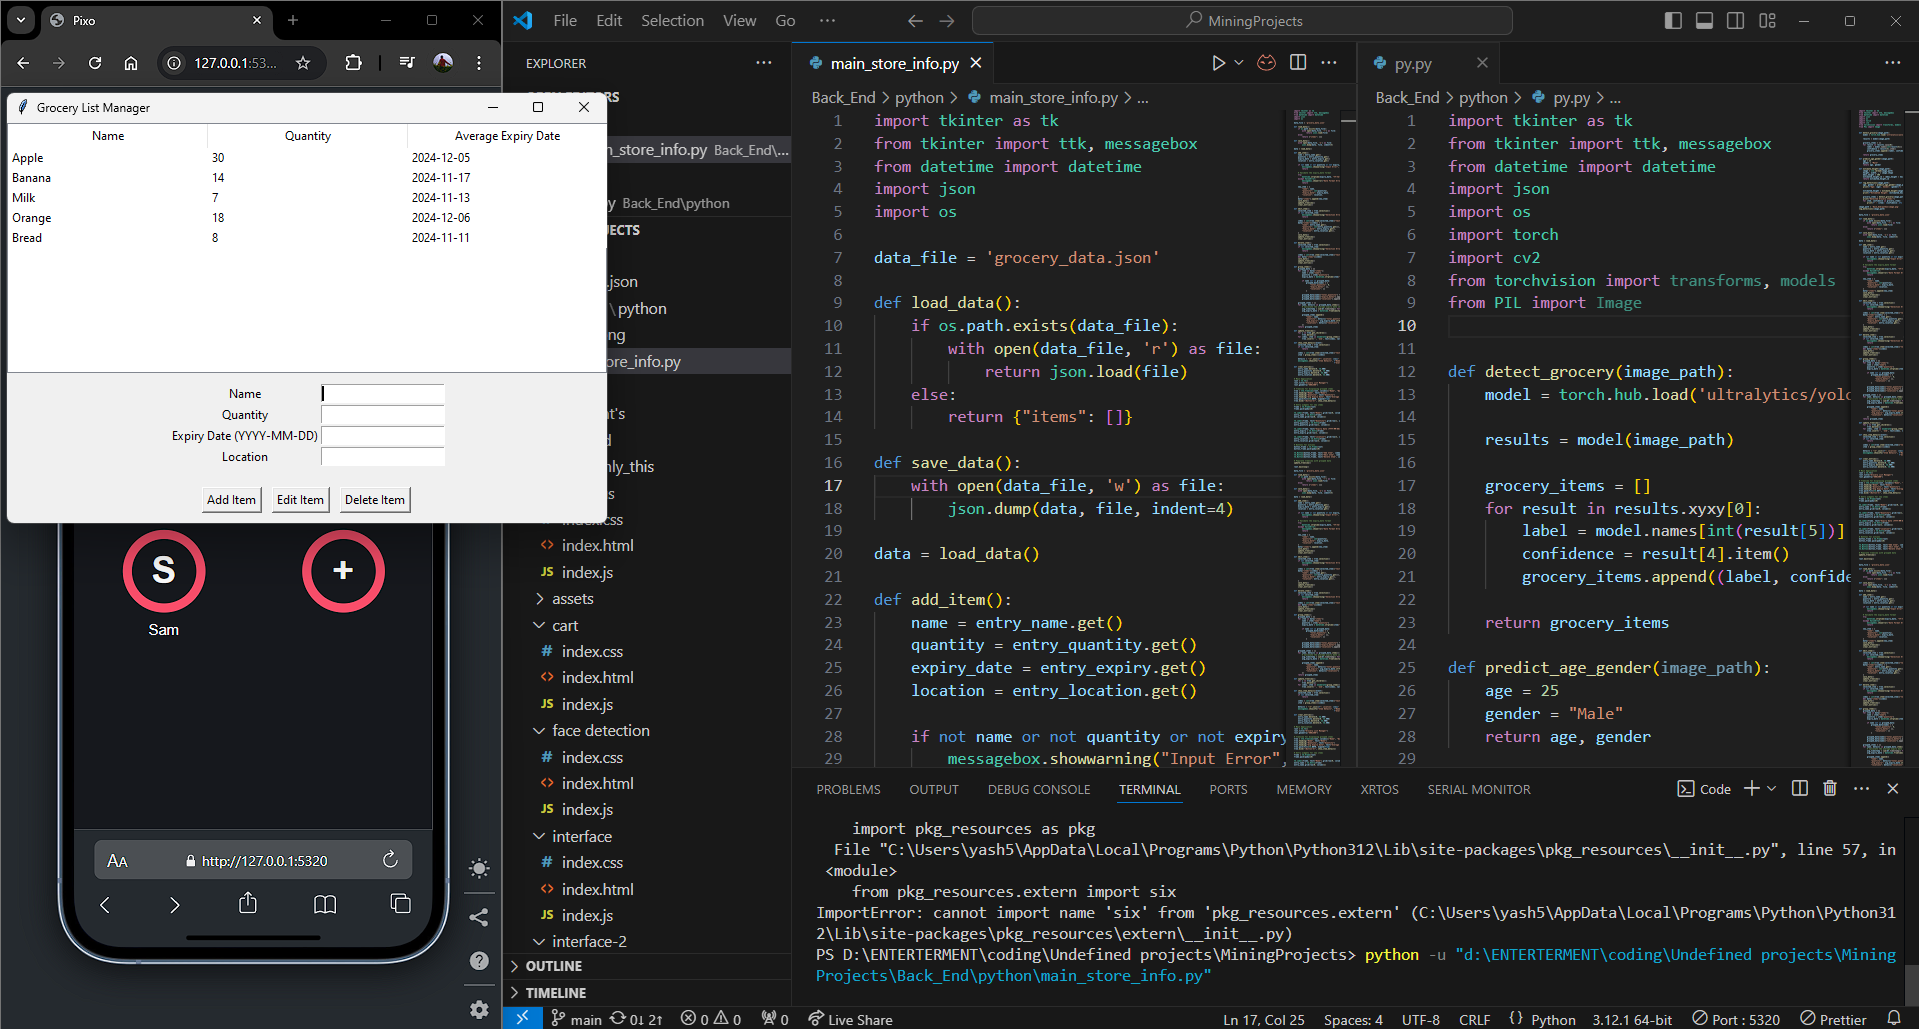 Pixo
127.0.0.1:53...
Grocery List Manager
Name Quantity Average Expiry Date
Apple 30 2024-12-05
Banana 14 2024-11-17
Milk 7 2024-11-13
Orange 18 2024-12-06
Bread 8 2024-11-11
Name
Quantity
Expiry Date (YYYY-MM-DD)
Location
Add Item Edit Item Delete Item
S +
Sam
AA http://127.0.0.1:5320
File Edit Selection View Go ... MiningProjects
EXPLORER
n_store_info.py Back_End\...
y Back_End\python
.json
\python
ng
ore_info.py
nt's
d
nly_this
index.html
JS index.js
assets
cart
# index.css
index.html
JS index.js
face detection
# index.css
index.html
JS index.js
interface
# index.css
index.html
JS index.js
interface-2
OUTLINE
TIMELINE
main_store_info.py
Back_End > python > main_store_info.py > ...
1 import tkinter as tk
2 from tkinter import ttk, messagebox
3 from datetime import datetime
4 import json
5 import os
6
7 data_file = 'grocery_data.json'
8
9 def load_data():
10 if os.path.exists(data_file):
11 with open(data_file, 'r') as file:
12 return json.load(file)
13 else:
14 return {"items": []}
15
16 def save_data():
17 with open(data_file, 'w') as file:
18 json.dump(data, file, indent=4)
19
20 data = load_data()
21
22 def add_item():
23 name = entry_name.get()
24 quantity = entry_quantity.get()
25 expiry_date = entry_expiry.get()
26 location = entry_location.get()
27
28 if not name or not quantity or not expiry
29 messagebox.showwarning("Input Error",
py.py
Back_End > python > py.py > ...
1 import tkinter as tk
2 from tkinter import ttk, messagebox
3 from datetime import datetime
4 import json
5 import os
6 import torch
7 import cv2
8 from torchvision import transforms, models
9 from PIL import Image
10
11
12 def detect_grocery(image_path):
13 model = torch.hub.load('ultralytics/yolo
14
15 results = model(image_path)
16
17 grocery_items = []
18 for result in results.xyxy[0]:
19 label = model.names[int(result[5])]
20 confidence = result[4].item()
21 grocery_items.append((label, confide
22
23 return grocery_items
24
25 def predict_age_gender(image_path):
26 age = 25
27 gender = "Male"
28 return age, gender
29
PROBLEMS OUTPUT DEBUG CONSOLE TERMINAL PORTS MEMORY XRTOS SERIAL MONITOR Code
import pkg_resources as pkg
File "C:\Users\yash5\AppData\Local\Programs\Python\Python312\Lib\site-packages\pkg_resources\__init__.py", line 57, in
<module>
from pkg_resources.extern import six
ImportError: cannot import name 'six' from 'pkg_resources.extern' (C:\Users\yash5\AppData\Local\Programs\Python\Python31
2\Lib\site-packages\pkg_resources\extern\__init__.py)
PS D:\ENTERTERMENT\coding\Undefined projects\MiningProjects> python -u "d:\ENTERTERMENT\coding\Undefined projects\Mining
Projects\Back_End\python\main_store_info.py"
main 0↓ 2↑ 0 0 0 Live Share Ln 17, Col 25 Spaces: 4 UTF-8 CRLF {} Python 3.12.1 64-bit Port : 5320 Prettier